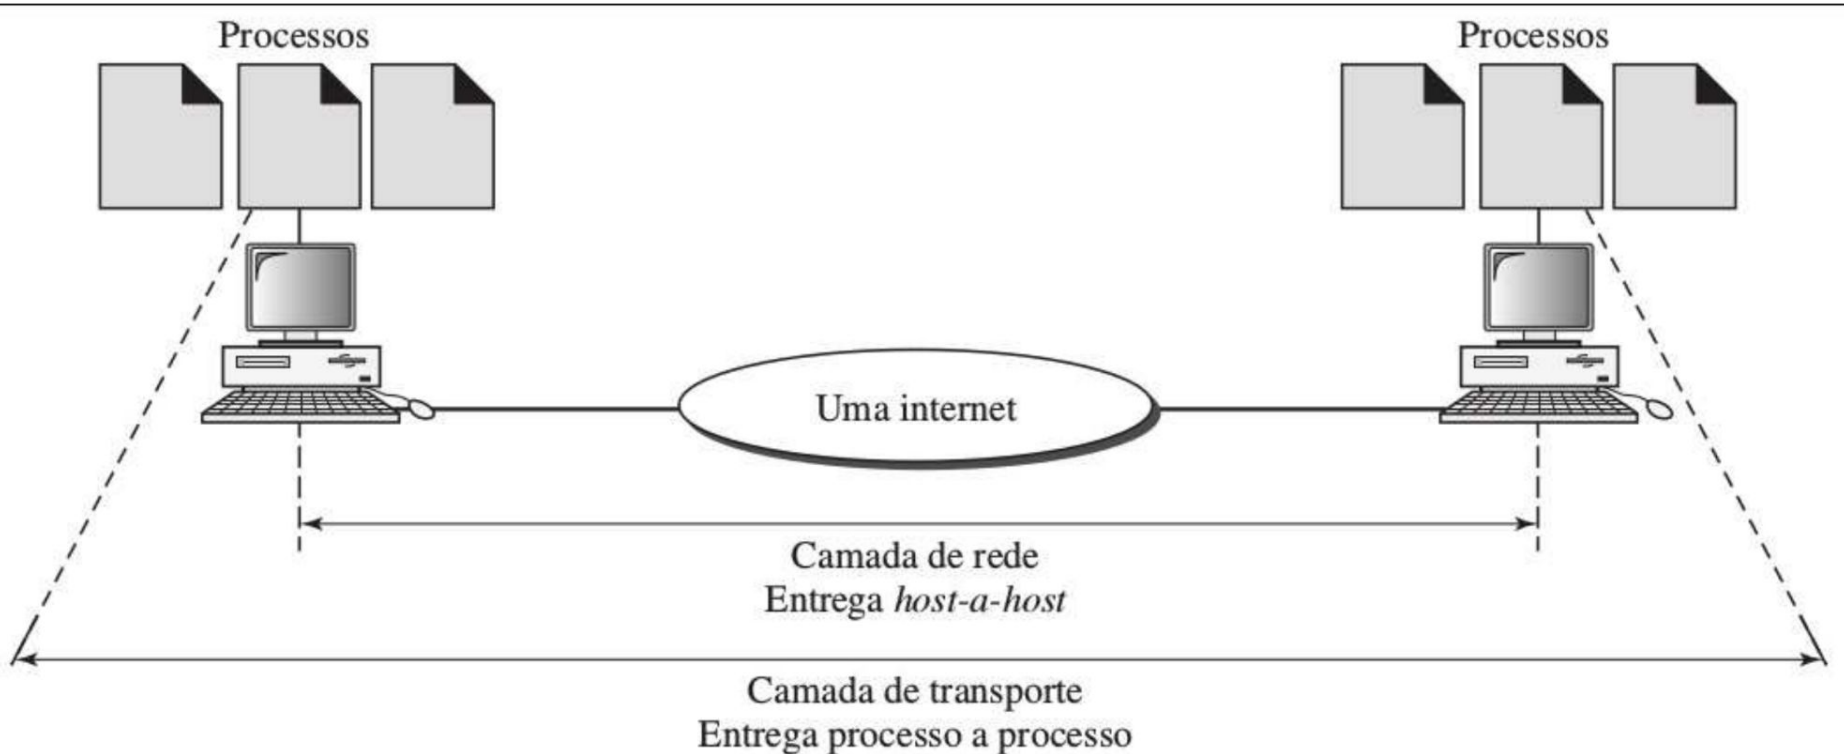 Processos
Processos
Uma internet
Camada de rede
Entrega host-a-host
Camada de transporte
Entrega processo a processo